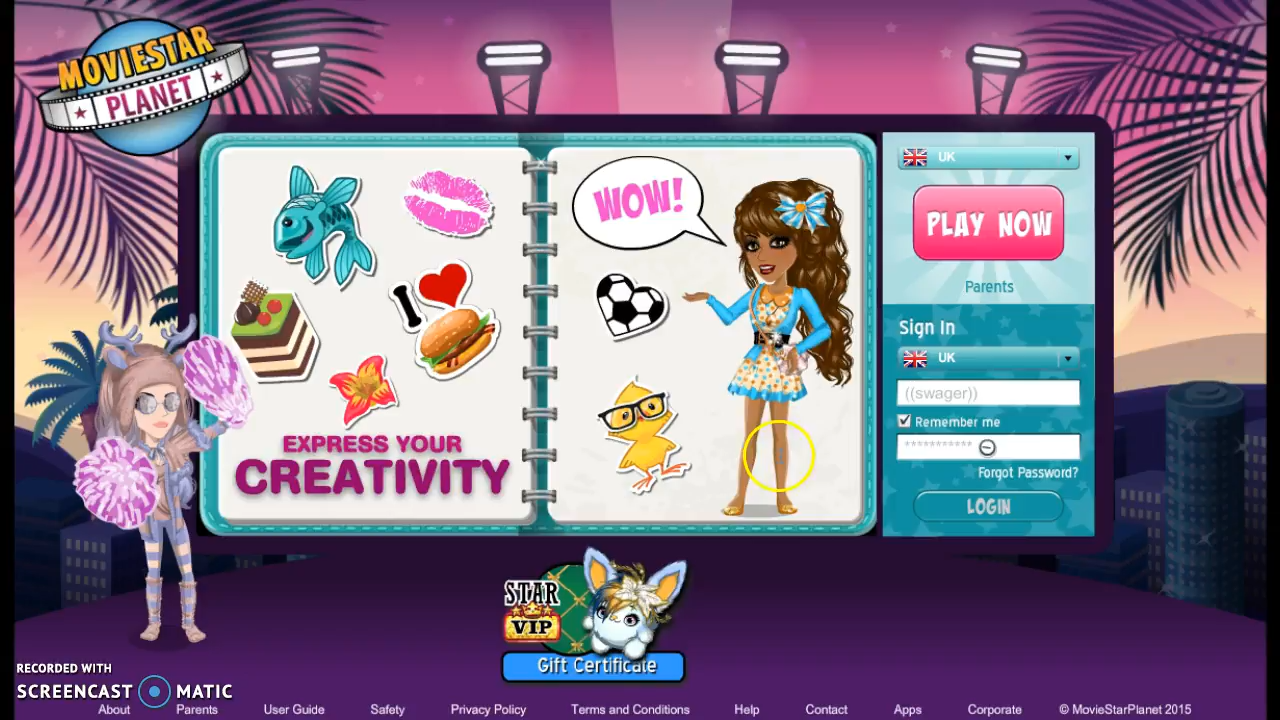 MOVIESTAR
PLANET
WOW!
I
EXPRESS YOUR
CREATIVITY
UK
PLAY NOW
Parents
Sign In
UK
((swager))
Remember me
***********
Forgot Password?
LOGIN
STAR
VIP
Gift Certificate
RECORDED WITH
SCREENCAST MATIC
About Parents User Guide Safety Privacy Policy Terms and Conditions Help Contact Apps Corporate © MovieStarPlanet 2015